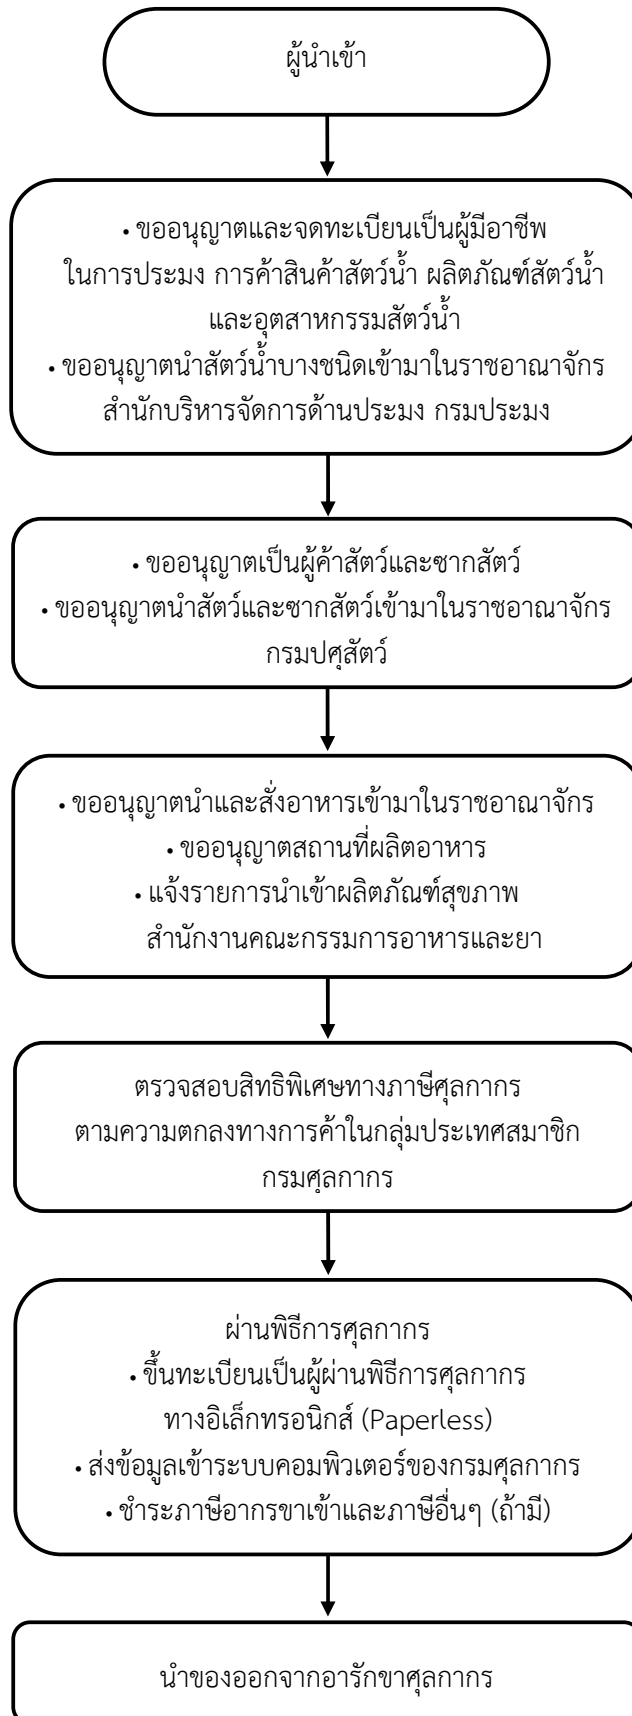 ผู้นำเข้า
• ขออนุญาตและจดทะเบียนเป็นผู้มีอาชีพ
ในการประมง การค้าสินค้าสัตว์น้ำ ผลิตภัณฑ์สัตว์น้ำ
และอุตสาหกรรมสัตว์น้ำ
• ขออนุญาตนำสัตว์น้ำบางชนิดเข้ามาในราชอาณาจักร
สำนักบริหารจัดการด้านประมง กรมประมง
• ขออนุญาตเป็นผู้ค้าสัตว์และซากสัตว์
• ขออนุญาตนำสัตว์และซากสัตว์เข้ามาในราชอาณาจักร
กรมปศุสัตว์
• ขออนุญาตนำและสั่งอาหารเข้ามาในราชอาณาจักร
• ขออนุญาตสถานที่ผลิตอาหาร
• แจ้งรายการนำเข้าผลิตภัณฑ์สุขภาพ
สำนักงานคณะกรรมการอาหารและยา
ตรวจสอบสิทธิพิเศษทางภาษีศุลกากร
ตามความตกลงทางการค้าในกลุ่มประเทศสมาชิก
กรมศุลกากร
ผ่านพิธีการศุลกากร
• ขึ้นทะเบียนเป็นผู้ผ่านพิธีการศุลกากร
ทางอิเล็กทรอนิกส์ (Paperless)
• ส่งข้อมูลเข้าระบบคอมพิวเตอร์ของกรมศุลกากร
• ชำระภาษีอากรขาเข้าและภาษีอื่นๆ (ถ้ามี)
นำของออกจากอารักขาศุลกากร